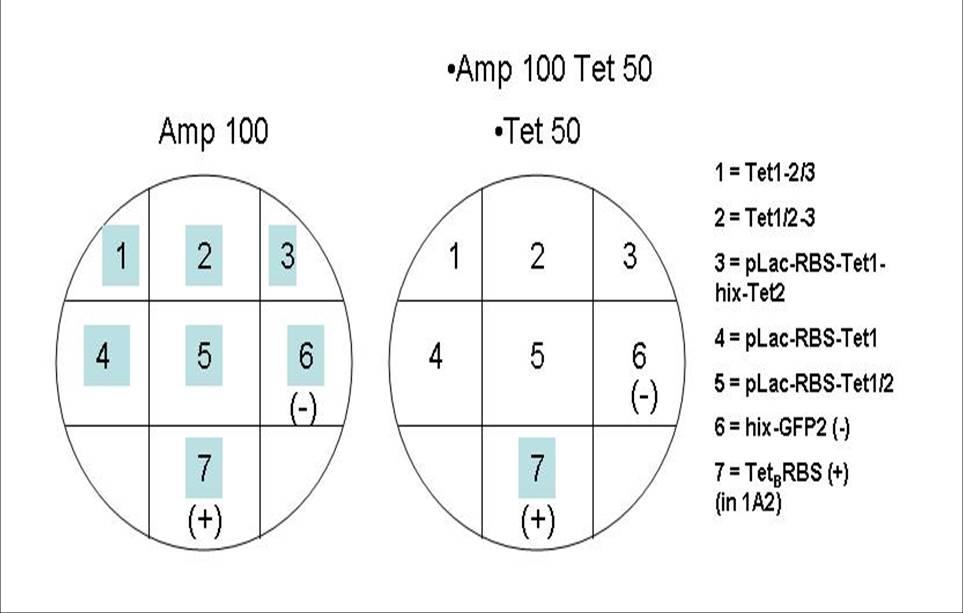 •Amp 100 Tet 50
Amp 100
•Tet 50
1
2
3
4
5
6
(-)
7
(+)
1
2
3
4
5
6
(-)
7
(+)
1 = Tet1-2/3
2 = Tet1/2-3
3 = pLac-RBS-Tet1-
hix-Tet2
4 = pLac-RBS-Tet1
5 = pLac-RBS-Tet1/2
6 = hix-GFP2 (-)
7 = TetBRBS (+)
(in 1A2)